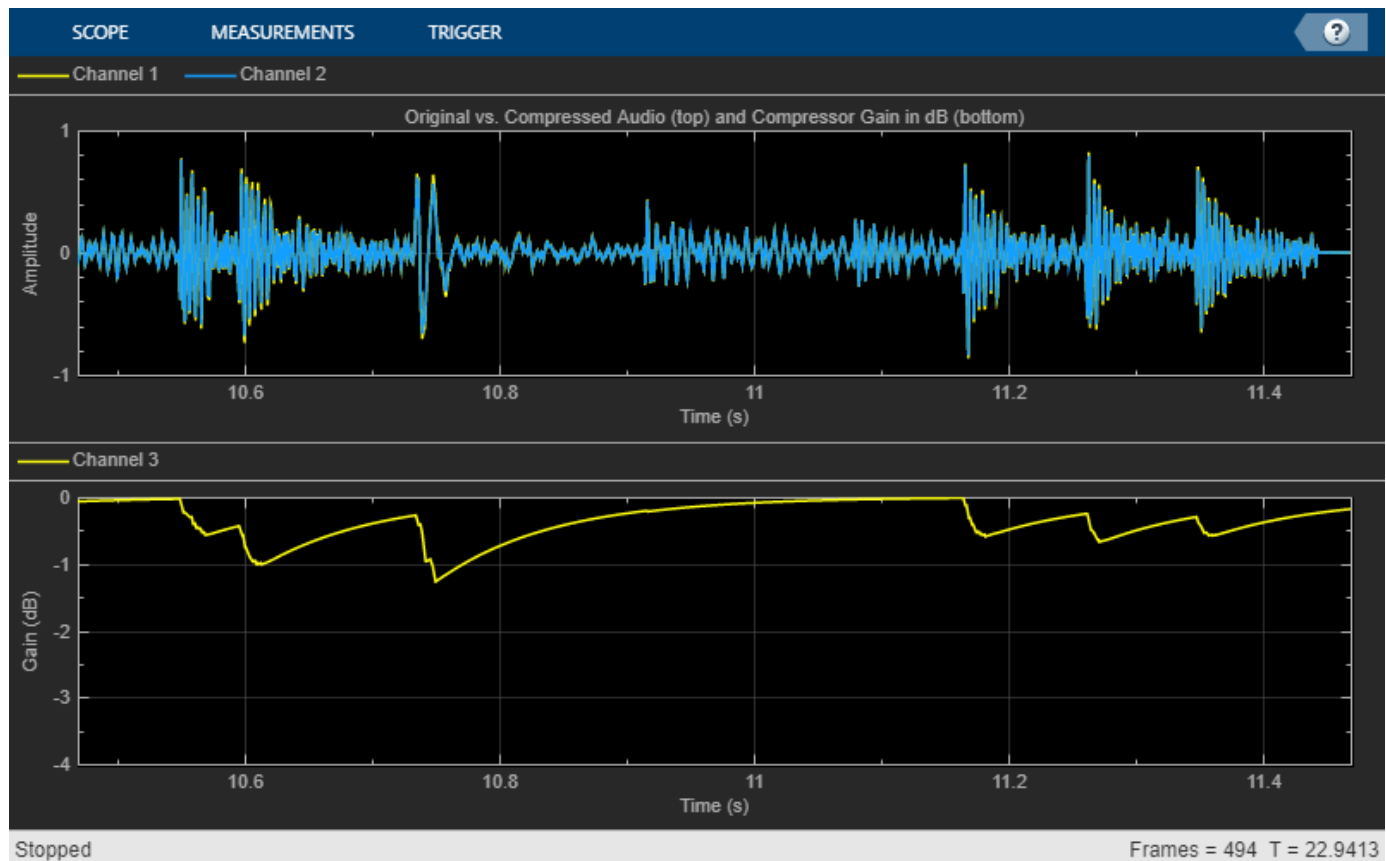 SCOPE MEASUREMENTS TRIGGER ?
Channel 1 Channel 2
Original vs. Compressed Audio (top) and Compressor Gain in dB (bottom)
1
0
-1
Amplitude
10.6 10.8 11 11.2 11.4
Time (s)
Channel 3
0
-1
-2
-3
-4
Gain (dB)
10.6 10.8 11 11.2 11.4
Time (s)
Stopped Frames = 494 T = 22.9413